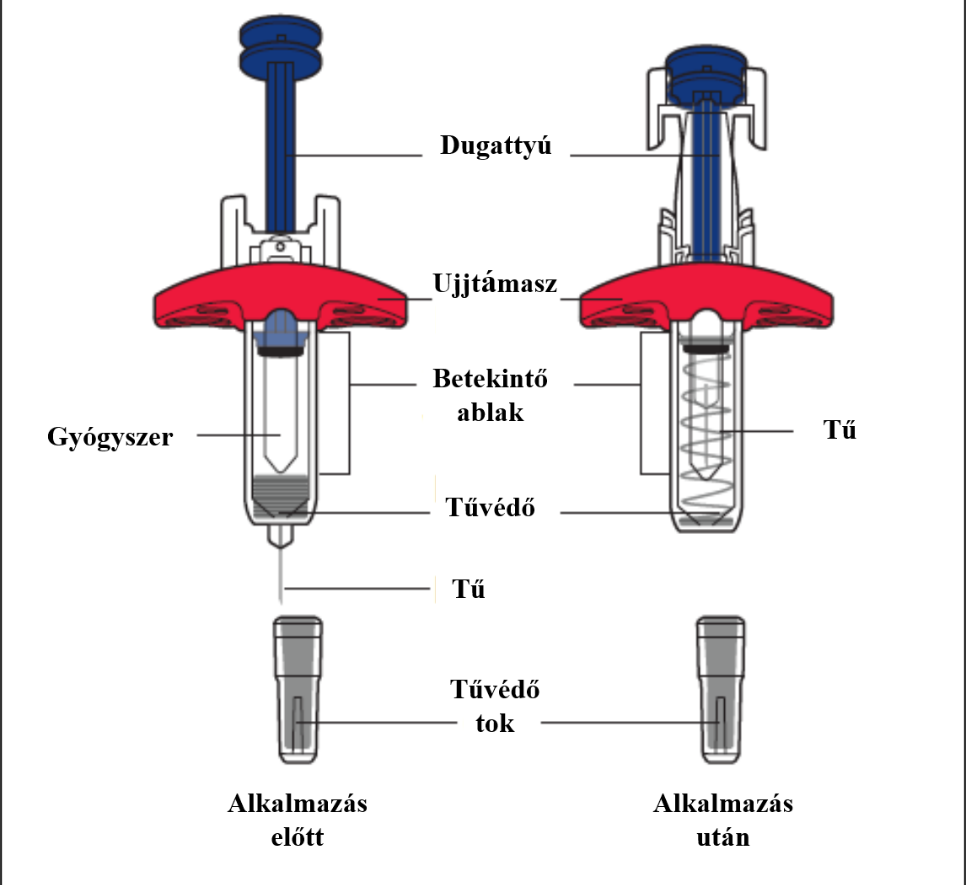 Dugattyú
Ujjtámasz
Betekintő
ablak
Gyógyszer
Tű
Tűvédő
Tű
Tűvédő
tok
Alkalmazás
előtt
Alkalmazás
után